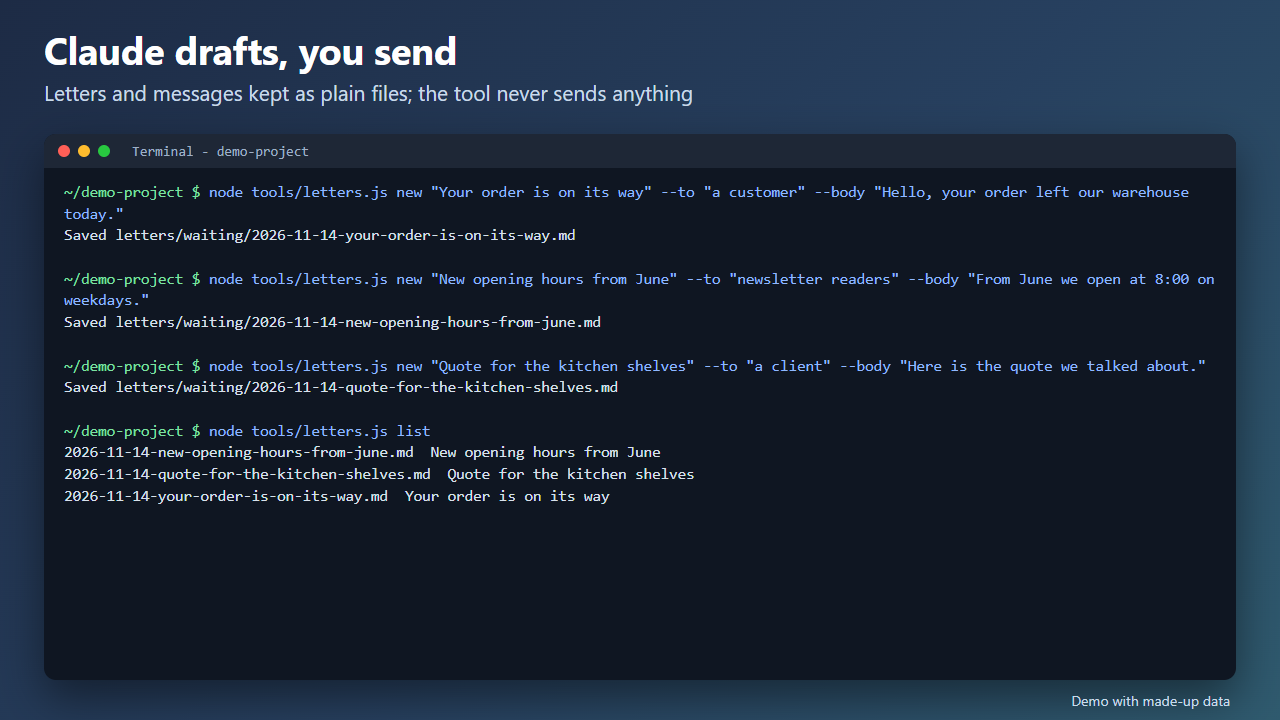 Claude drafts, you send
Letters and messages kept as plain files; the tool never sends anything
Terminal - demo-project
~/demo-project $ node tools/letters.js new "Your order is on its way" --to "a customer" --body "Hello, your order left our warehouse
today."
Saved letters/waiting/2026-11-14-your-order-is-on-its-way.md
~/demo-project $ node tools/letters.js new "New opening hours from June" --to "newsletter readers" --body "From June we open at 8:00 on
weekdays."
Saved letters/waiting/2026-11-14-new-opening-hours-from-june.md
~/demo-project $ node tools/letters.js new "Quote for the kitchen shelves" --to "a client" --body "Here is the quote we talked about."
Saved letters/waiting/2026-11-14-quote-for-the-kitchen-shelves.md
~/demo-project $ node tools/letters.js list
2026-11-14-new-opening-hours-from-june.md  New opening hours from June
2026-11-14-quote-for-the-kitchen-shelves.md  Quote for the kitchen shelves
2026-11-14-your-order-is-on-its-way.md  Your order is on its way
Demo with made-up data